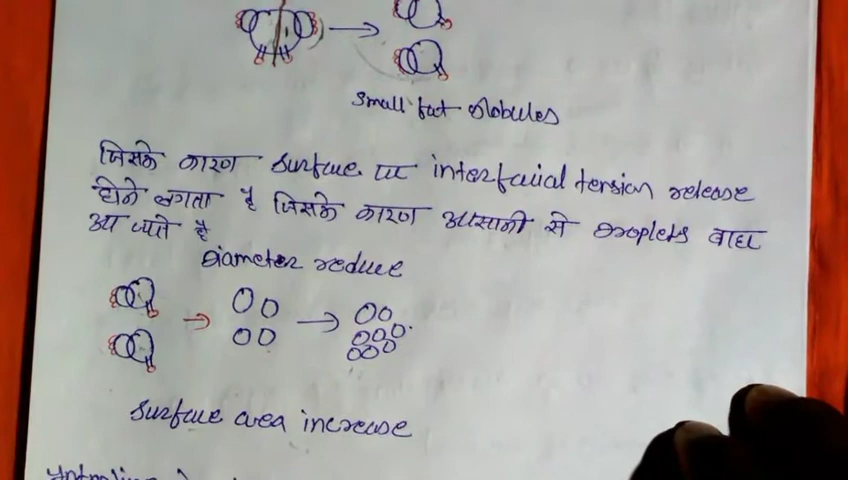 Small fat Globules
जिसके कारण Surface या interfacial tension release
होने लगता है जिसके कारण आसानी से Droplets बाहर
आ जाते है
Diameter reduce
Surface area increase